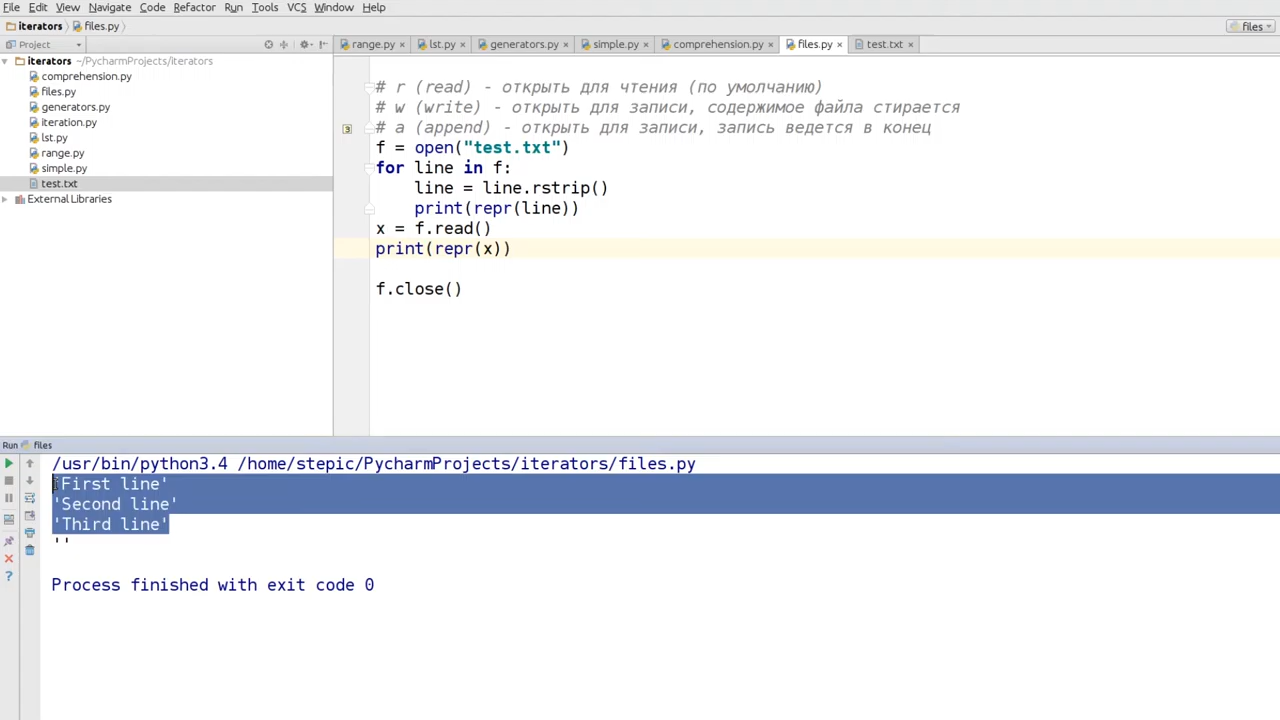 File Edit View Navigate Code Refactor Run Tools VCS Window Help
iterators files.py files
Project range.py lst.py generators.py simple.py comprehension.py files.py test.txt
iterators ~/PycharmProjects/iterators
comprehension.py
files.py
generators.py
iteration.py
lst.py
range.py
simple.py
test.txt
External Libraries
# r (read) - открыть для чтения (по умолчанию)
# w (write) - открыть для записи, содержимое файла стирается
# a (append) - открыть для записи, запись ведется в конец
f = open("test.txt")
for line in f:
    line = line.rstrip()
    print(repr(line))
x = f.read()
print(repr(x))
f.close()
Run files
/usr/bin/python3.4 /home/stepic/PycharmProjects/iterators/files.py
'First line'
'Second line'
'Third line'
''
Process finished with exit code 0